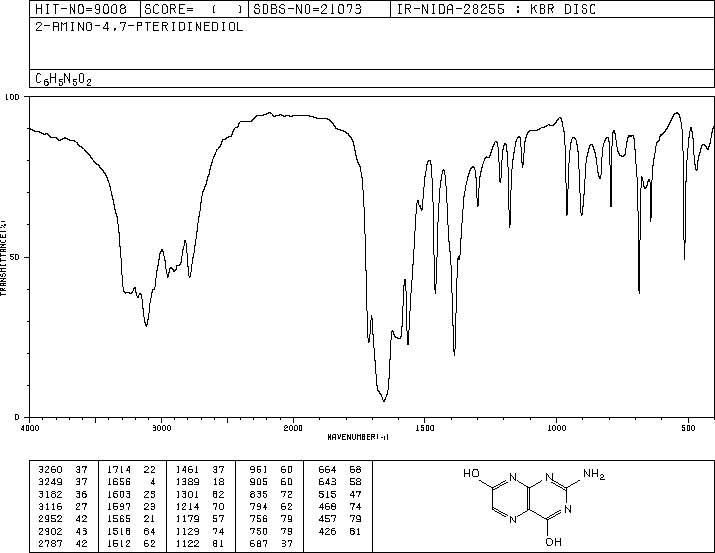 HIT-NO=9008 SCORE= ( ) SDBS-NO=21073 IR-NIDA-28255 : KBR DISC
2-AMINO-4,7-PTERIDINEDIOL
C6H5N5O2
100
50
0
TRANSMITTANCE(%)
4000 3000 2000 1500 1000 500
WAVENUMBER(-1)
3260 37 1714 22 1461 37 961 60 664 68
3249 37 1656 4 1389 18 905 60 643 58
3182 36 1603 23 1301 62 835 72 515 47
3116 27 1597 23 1214 70 794 62 468 74
2952 42 1565 21 1179 57 756 79 457 79
2902 43 1518 64 1129 74 750 79 426 81
2787 42 1512 62 1122 81 687 37
HO N N NH2
N N
OH